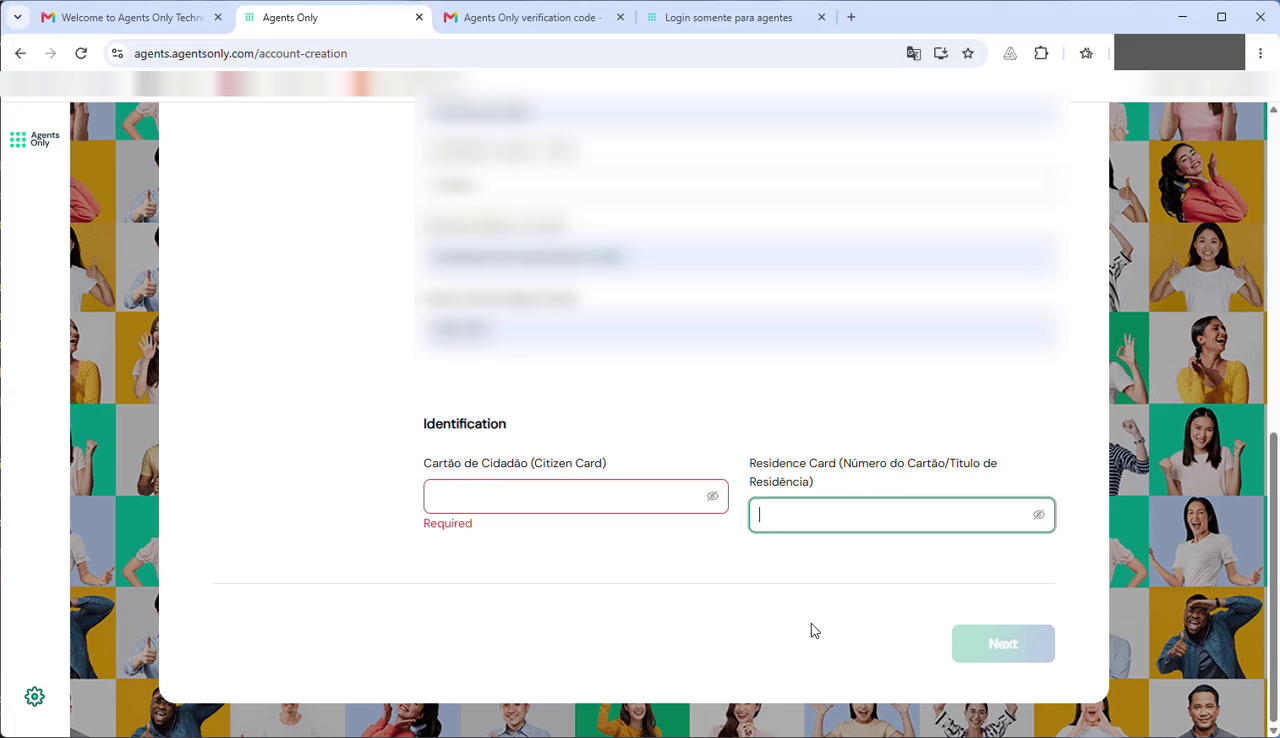 Welcome to Agents Only Techn
Agents Only
Agents Only verification code -
Login somente para agentes
agents.agentsonly.com/account-creation
Agents
Only
Identification
Cartão de Cidadão (Citizen Card)
Required
Residence Card (Número do Cartão/Título de
Residência)
Next